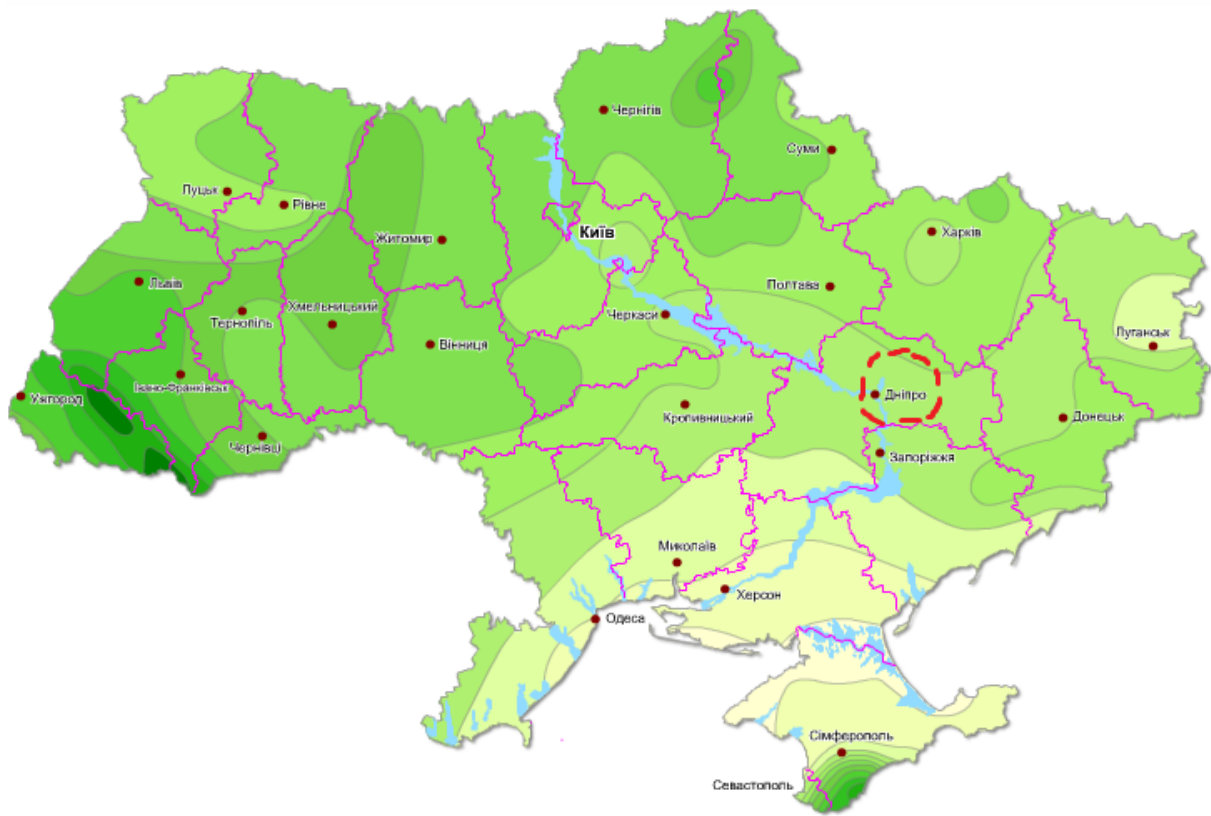 Чернігів
Суми
Луцьк
Рівне
Київ
Харків
Житомир
Львів
Полтава
Хмельницький
Тернопіль
Черкаси
Луганськ
Вінниця
Івано-Франківськ
Ужгород
Дніпро
Кропивницький
Донецьк
Чернівці
Запоріжжя
Миколаїв
Херсон
Одеса
Сімферополь
Севастополь